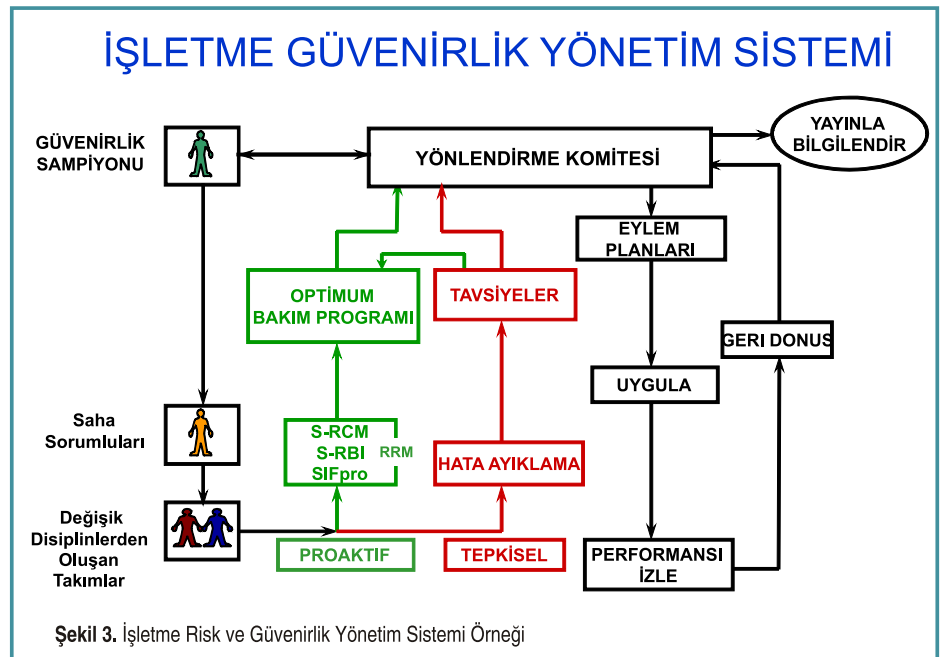 İŞLETME GÜVENİRLİK YÖNETİM SİSTEMİ
GÜVENİRLİK
SAMPİYONU
YÖNLENDİRME KOMİTESİ
YAYINLA
BİLGİLENDİR
EYLEM
PLANLARI
OPTİMUM
BAKIM PROGRAMI
TAVSİYELER
GERI DONUS
UYGULA
Saha
Sorumluları
S-RCM
S-RBI
SIFpro
RRM
HATA AYIKLAMA
Değişik
Disiplinlerden
Oluşan
Takımlar
PROAKTIF
TEPKİSEL
PERFORMANSI
İZLE
Şekil 3. İşletme Risk ve Güvenirlik Yönetim Sistemi Örneği